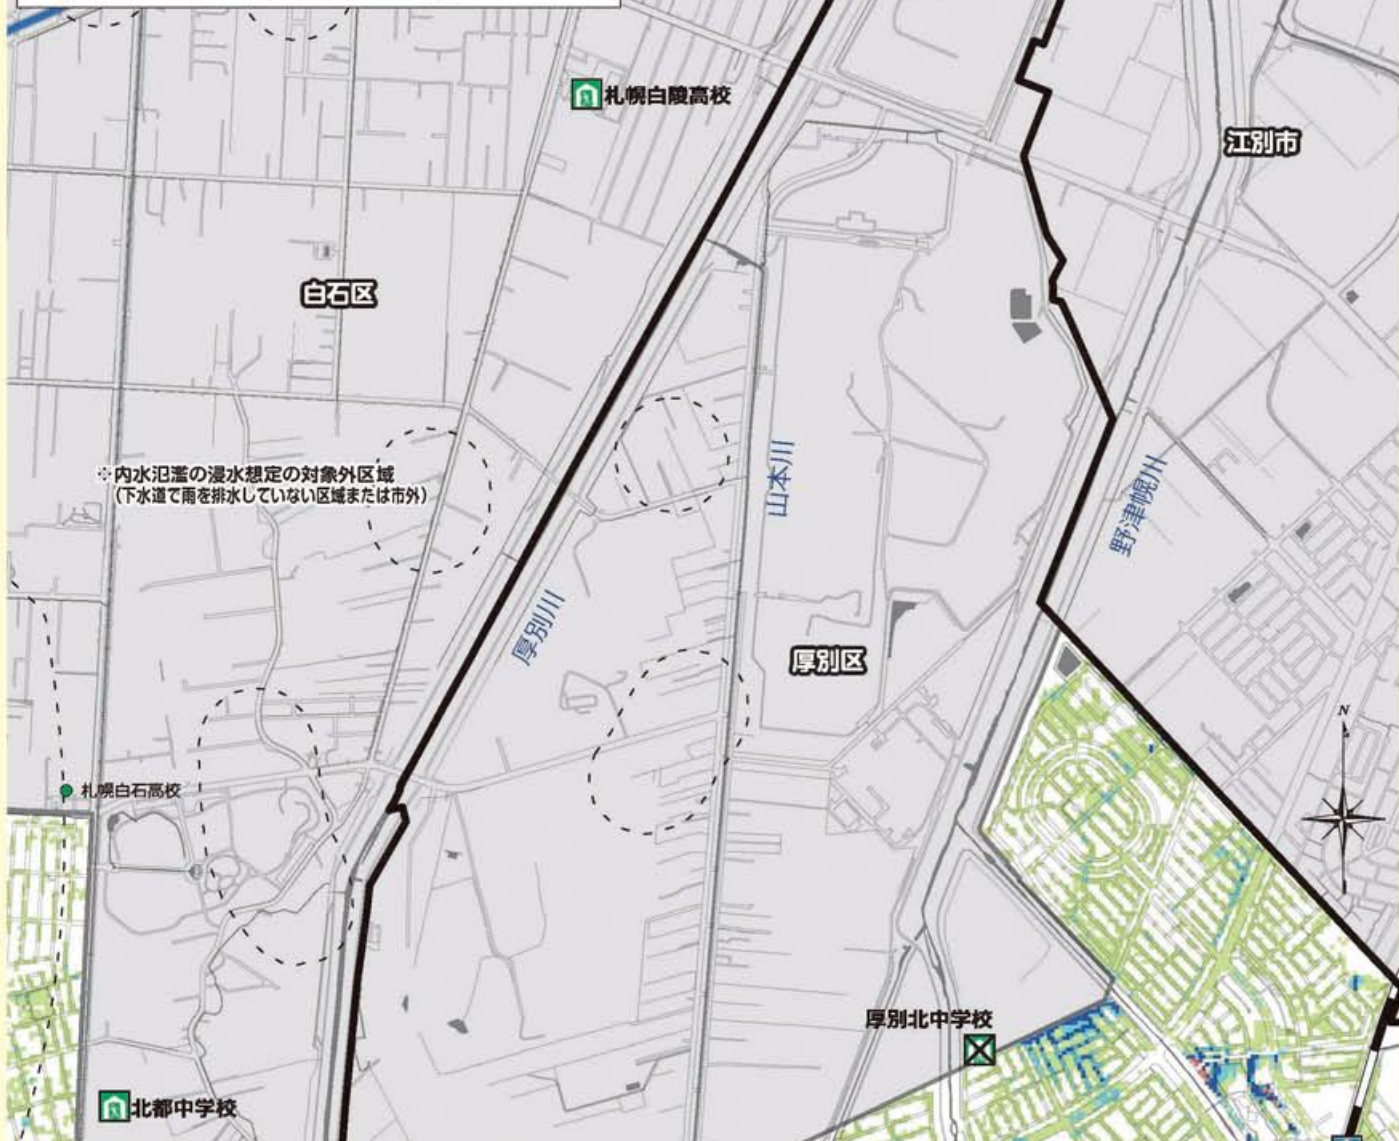 札幌白陵高校
江別市
白石区
※内水氾濫の浸水想定の対象外区域
(下水道で雨を排水していない区域または市外)
山本川
野津幌川
厚別川
厚別区
N
札幌白石高校
厚別北中学校
北都中学校